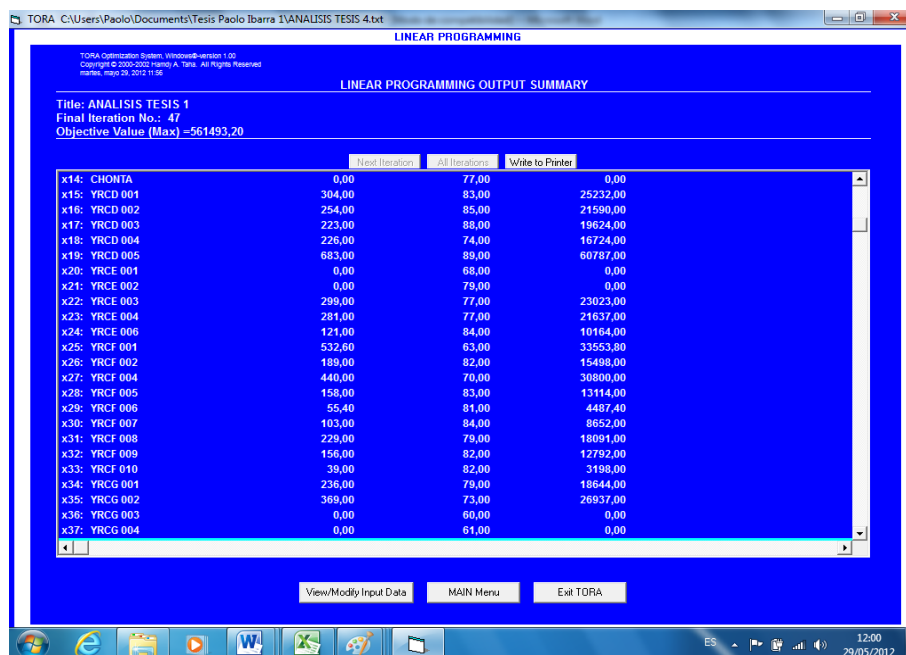 TORA C:\Users\Paolo\Documents\Tesis Paolo Ibarra 1\ANALISIS TESIS 4.txt
LINEAR PROGRAMMING
TORA Optimization System, Windows®-version 1.00
Copyright © 2000-2002 Hamdy A. Taha. All Rights Reserved
martes, mayo 29, 2012 11:56
LINEAR PROGRAMMING OUTPUT SUMMARY
Title: ANALISIS TESIS 1
Final Iteration No.: 47
Objective Value (Max) =561493,20
Next Iteration All Iterations Write to Printer
x14: CHONTA 0,00 77,00 0,00
x15: YRCD 001 304,00 83,00 25232,00
x16: YRCD 002 254,00 85,00 21590,00
x17: YRCD 003 223,00 88,00 19624,00
x18: YRCD 004 226,00 74,00 16724,00
x19: YRCD 005 683,00 89,00 60787,00
x20: YRCE 001 0,00 68,00 0,00
x21: YRCE 002 0,00 79,00 0,00
x22: YRCE 003 299,00 77,00 23023,00
x23: YRCE 004 281,00 77,00 21637,00
x24: YRCE 006 121,00 84,00 10164,00
x25: YRCF 001 532,60 63,00 33553,80
x26: YRCF 002 189,00 82,00 15498,00
x27: YRCF 004 440,00 70,00 30800,00
x28: YRCF 005 158,00 83,00 13114,00
x29: YRCF 006 55,40 81,00 4487,40
x30: YRCF 007 103,00 84,00 8652,00
x31: YRCF 008 229,00 79,00 18091,00
x32: YRCF 009 156,00 82,00 12792,00
x33: YRCF 010 39,00 82,00 3198,00
x34: YRCG 001 236,00 79,00 18644,00
x35: YRCG 002 369,00 73,00 26937,00
x36: YRCG 003 0,00 60,00 0,00
x37: YRCG 004 0,00 61,00 0,00
View/Modify Input Data MAIN Menu Exit TORA
ES 12:00
29/05/2012